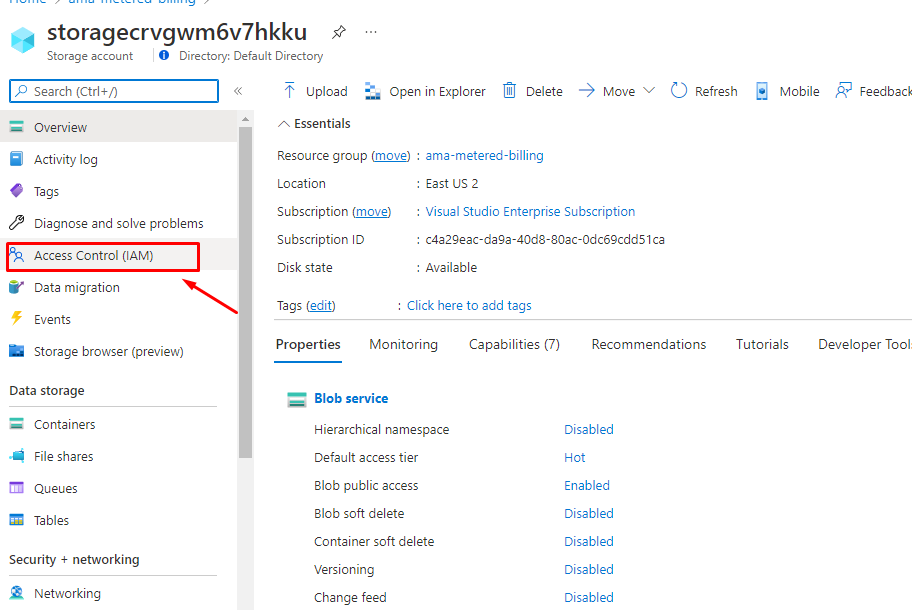 Home > ama-metered-billing >
storagecrvgwm6v7hkku
Storage account
Directory: Default Directory
Search (Ctrl+/)
«
Upload
Open in Explorer
Delete
Move
Refresh
Mobile
Feedback
Overview
Activity log
Tags
Diagnose and solve problems
Access Control (IAM)
Data migration
Events
Storage browser (preview)
Data storage
Containers
File shares
Queues
Tables
Security + networking
Networking
Essentials
Resource group (move) : ama-metered-billing
Location : East US 2
Subscription (move) : Visual Studio Enterprise Subscription
Subscription ID : c4a29eac-da9a-40d8-80ac-0dc69cdd51ca
Disk state : Available
Tags (edit) : Click here to add tags
Properties
Monitoring
Capabilities (7)
Recommendations
Tutorials
Developer Tools
Blob service
Hierarchical namespace Disabled
Default access tier Hot
Blob public access Enabled
Blob soft delete Disabled
Container soft delete Disabled
Versioning Disabled
Change feed Disabled